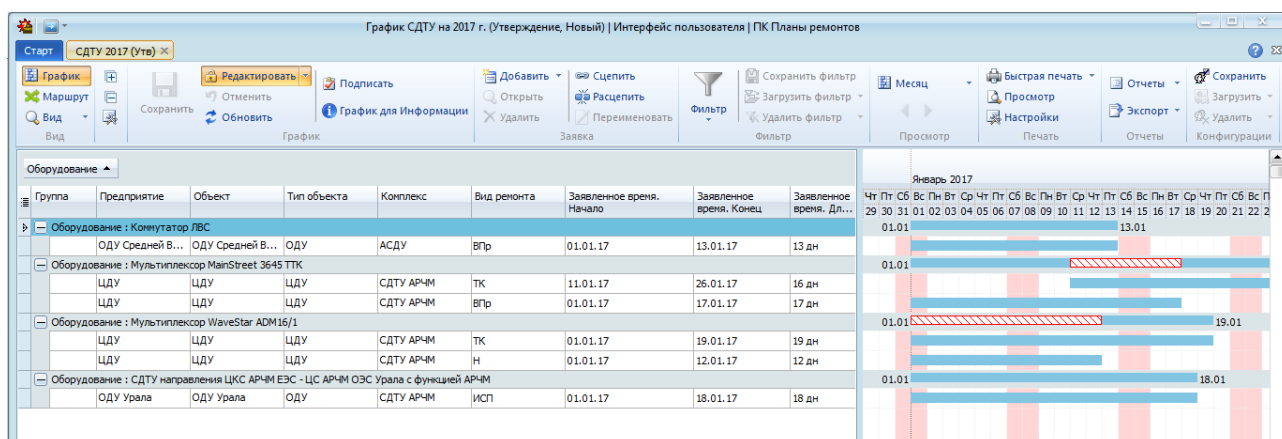 График СДТУ на 2017 г. (Утверждение, Новый) | Интерфейс пользователя | ПК Планы ремонтов
Старт СДТУ 2017 (Утв)
График Редактировать Подписать Добавить Сцепить Сохранить фильтр Месяц Быстрая печать Отчеты Сохранить
Маршрут Сохранить Отменить График для Информации Открыть Расцепить Фильтр Загрузить фильтр Просмотр Экспорт Загрузить
Вид Обновить Удалить Переименовать Удалить фильтр Настройки Удалить
Вид График Заявка Фильтр Просмотр Печать Отчеты Конфигурации
Оборудование
Январь 2017
Группа Предприятие Объект Тип объекта Комплекс Вид ремонта Заявленное время. Начало Заявленное время. Конец Заявленное время. Дл...
Чт Пт Сб Вс Пн Вт Ср Чт Пт Сб Вс Пн Вт Ср Чт Пт Сб Вс Пн Вт Ср Чт Пт Сб Вс П
29 30 31 01 02 03 04 05 06 07 08 09 10 11 12 13 14 15 16 17 18 19 20 21 22 2
Оборудование : Коммутатор ЛВС 01.01 13.01
ОДУ Средней В... ОДУ Средней В... ОДУ АСДУ ВПр 01.01.17 13.01.17 13 дн
Оборудование : Мультиплексор MainStreet 3645 ТТК 01.01
ЦДУ ЦДУ ЦДУ СДТУ АРЧМ ТК 11.01.17 26.01.17 16 дн
ЦДУ ЦДУ ЦДУ СДТУ АРЧМ ВПр 01.01.17 17.01.17 17 дн
Оборудование : Мультиплексор WaveStar ADM16/1 01.01 19.01
ЦДУ ЦДУ ЦДУ СДТУ АРЧМ ТК 01.01.17 19.01.17 19 дн
ЦДУ ЦДУ ЦДУ СДТУ АРЧМ Н 01.01.17 12.01.17 12 дн
Оборудование : СДТУ направления ЦКС АРЧМ ЕЭС - ЦС АРЧМ ОЭС Урала с функцией АРЧМ 01.01 18.01
ОДУ Урала ОДУ Урала ОДУ СДТУ АРЧМ ИСП 01.01.17 18.01.17 18 дн